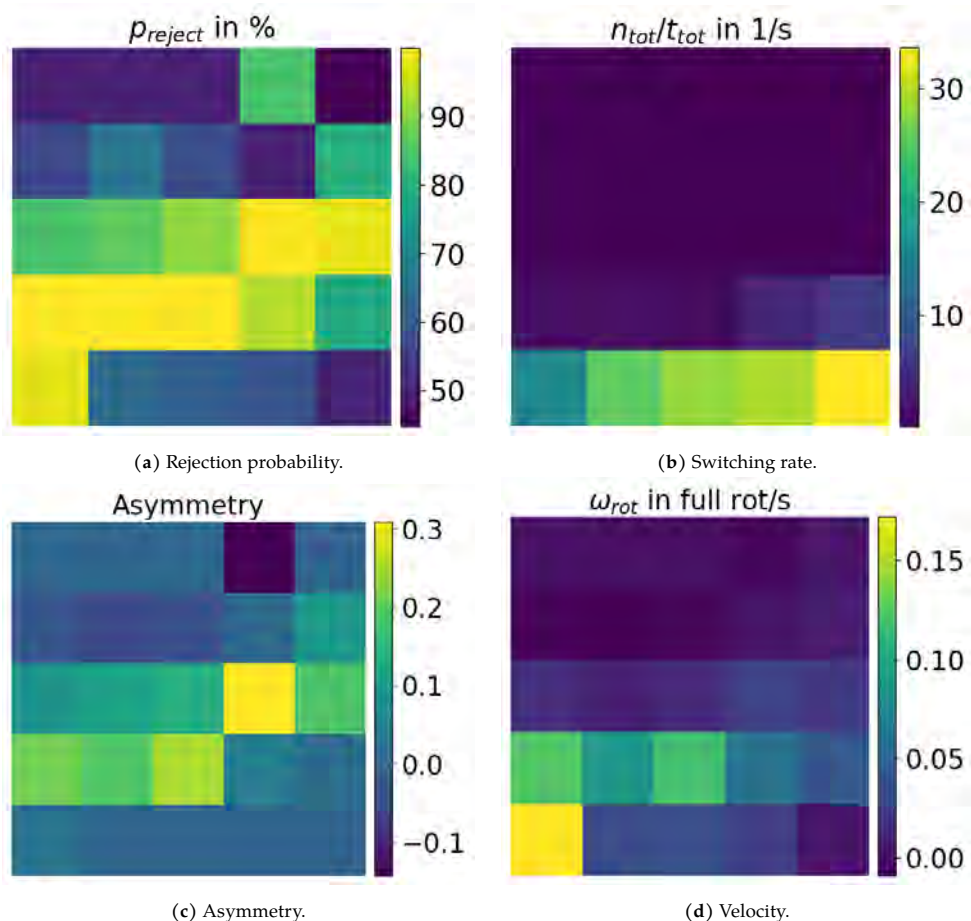 p_reject in %
n_tot/t_tot in 1/s
90
80
70
60
50
30
20
10
(a) Rejection probability.
(b) Switching rate.
Asymmetry
ω_rot in full rot/s
0.3
0.2
0.1
0.0
−0.1
0.15
0.10
0.05
0.00
(c) Asymmetry.
(d) Velocity.